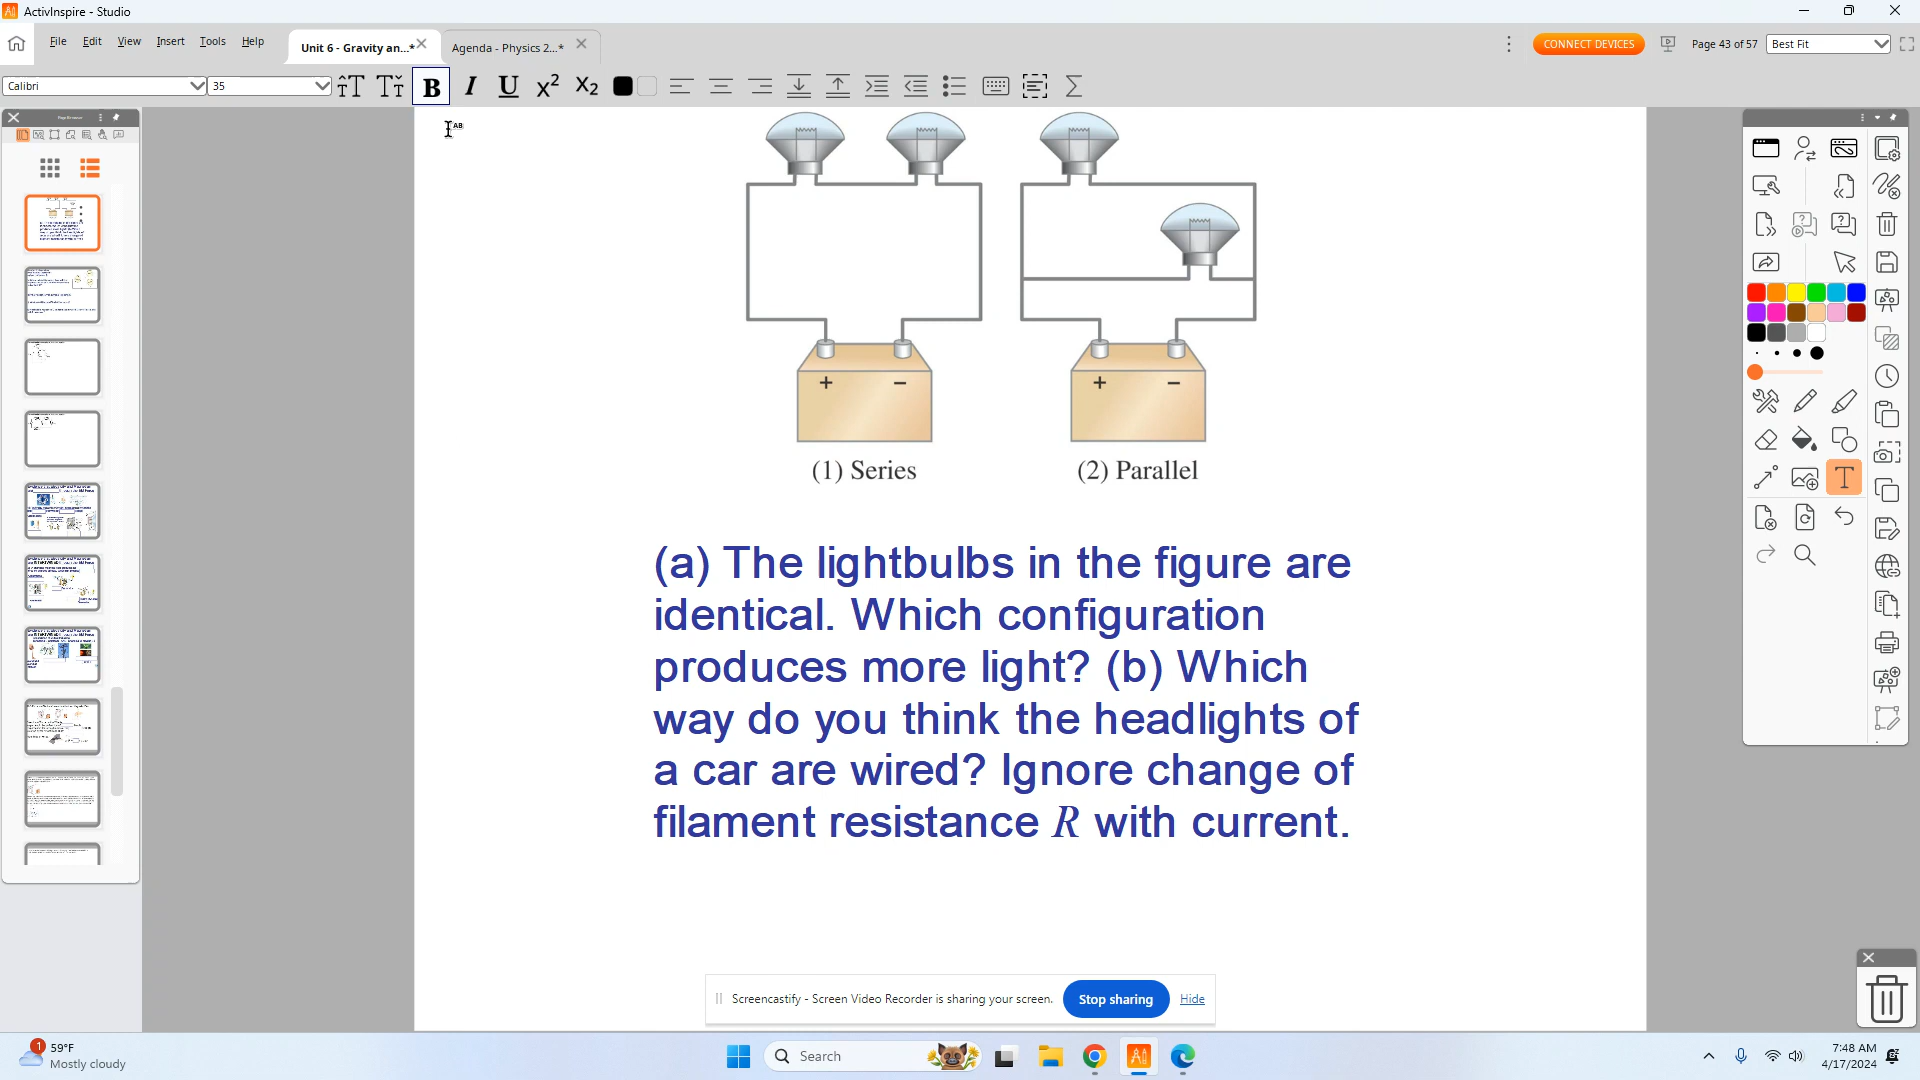 ActivInspire - Studio
File Edit View Insert Tools Help
Unit 6 - Gravity an...*
Agenda - Physics 2...*
CONNECT DEVICES
Page 43 of 57
Best Fit
Calibri
35
Page Browser
+ −
+ −
(1) Series
(2) Parallel
(a) The lightbulbs in the figure are
identical. Which configuration
produces more light? (b) Which
way do you think the headlights of
a car are wired? Ignore change of
filament resistance R with current.
Screencastify - Screen Video Recorder is sharing your screen.
Stop sharing
Hide
1
59°F
Mostly cloudy
Search
7:48 AM
4/17/2024